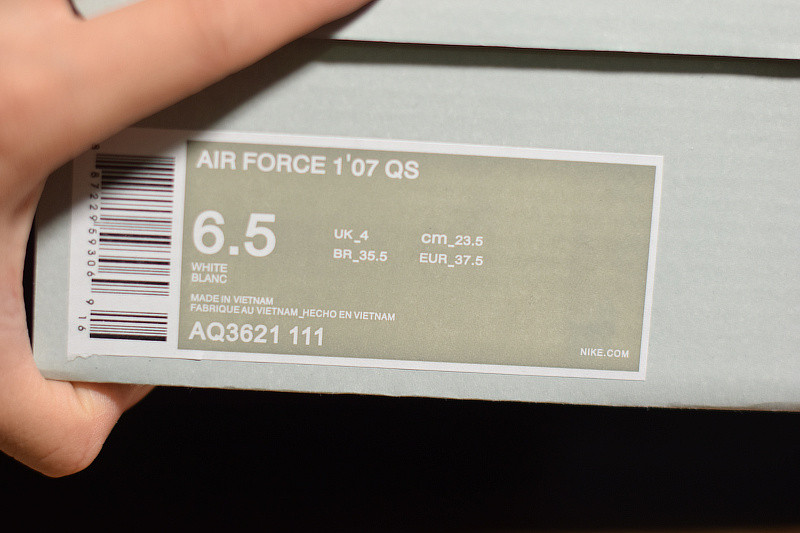 AIR FORCE 1'07 QS
6.5
UK_4 cm_23.5
BR_35.5 EUR_37.5
WHITE
BLANC
MADE IN VIETNAM
FABRIQUE AU VIETNAM_HECHO EN VIETNAM
AQ3621 111
NIKE.COM